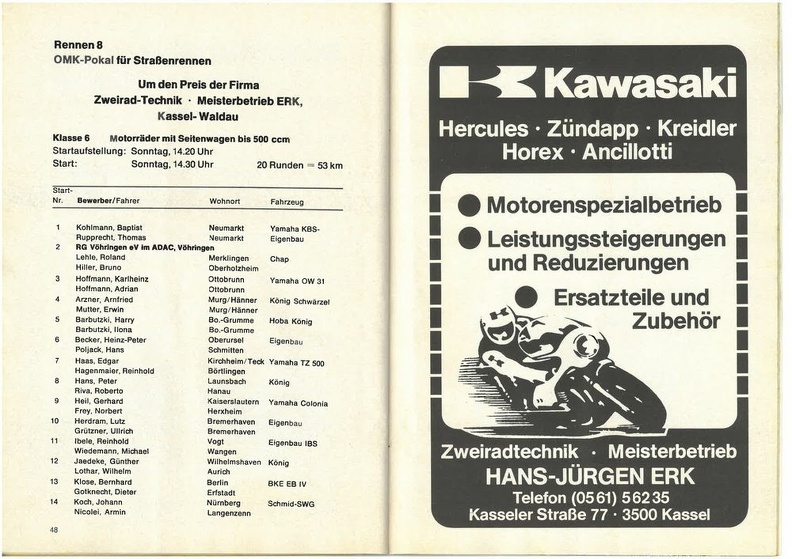 Rennen 8
OMK-Pokal für Straßenrennen
Um den Preis der Firma
Zweirad-Technik · Meisterbetrieb ERK,
Kassel-Waldau
Klasse 6 Motorräder mit Seitenwagen bis 500 ccm
Startaufstellung: Sonntag, 14.20 Uhr
Start: Sonntag, 14.30 Uhr 20 Runden = 53 km
Start-
Nr. Bewerber/Fahrer Wohnort Fahrzeug
1 Kohlmann, Baptist Neumarkt Yamaha KBS-
Rupprecht, Thomas Neumarkt Eigenbau
2 RG Vöhringen eV im ADAC, Vöhringen
Lehle, Roland Merklingen Chap
Hiller, Bruno Oberholzheim
3 Hoffmann, Karlheinz Ottobrunn Yamaha OW 31
Hoffmann, Adrian Ottobrunn
4 Arzner, Arnfried Murg/Hänner König Schwärzel
Mutter, Erwin Murg/Hänner
5 Barbutzki, Harry Bo.-Grumme Hoba König
Barbutzki, Ilona Bo.-Grumme
6 Becker, Heinz-Peter Oberursel Eigenbau
Poljack, Hans Schmitten
7 Haas, Edgar Kirchheim/Teck Yamaha TZ 500
Hagenmaier, Reinhold Börtlingen
8 Hans, Peter Launsbach König
Riva, Roberto Hanau
9 Heil, Gerhard Kaiserslautern Yamaha Colonia
Frey, Norbert Herxheim
10 Herdram, Lutz Bremerhaven Eigenbau
Grützner, Ullrich Bremerhaven
11 Ibele, Reinhold Vogt Eigenbau IBS
Wiedemann, Michael Wangen
12 Jaedeke, Günther Wilhelmshaven König
Lothar, Wilhelm Aurich
13 Klose, Bernhard Berlin BKE EB IV
Gotknecht, Dieter Erfstadt
14 Koch, Johann Nürnberg Schmid-SWG
Nicolei, Armin Langenzenn
48
Kawasaki
Hercules · Zündapp · Kreidler
Horex · Ancillotti
● Motorenspezialbetrieb
● Leistungssteigerungen
und Reduzierungen
● Ersatzteile und
Zubehör
Zweiradtechnik · Meisterbetrieb
HANS-JÜRGEN ERK
Telefon (05 61) 5 62 35
Kasseler Straße 77 · 3500 Kassel